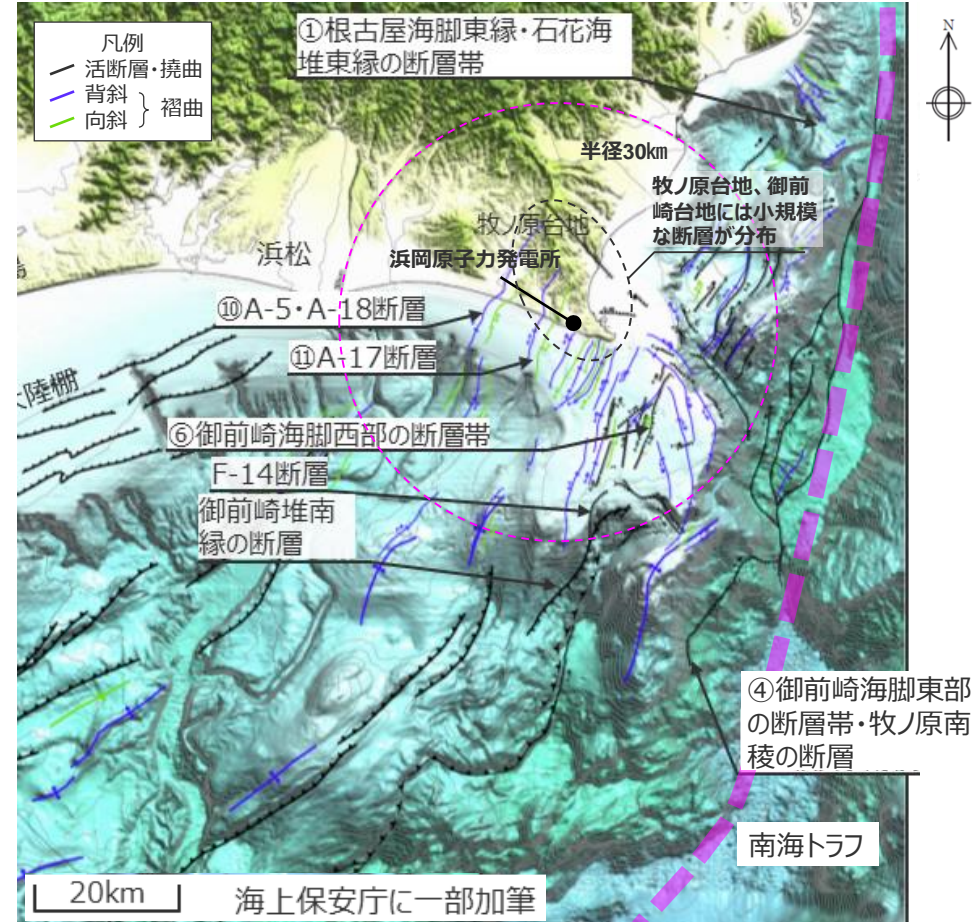 ①根古屋海脚東縁・石花海
堆東縁の断層帯
N
凡例
活断層・撓曲
背斜
向斜
褶曲
半径30㎞
牧ノ原台地、御前
崎台地には小規模
な断層が分布
牧ノ原台地
浜松
浜岡原子力発電所
⑩A-5・A-18断層
⑪A-17断層
陸棚
⑥御前崎海脚西部の断層帯
F-14断層
御前崎堆南
縁の断層
④御前崎海脚東部
の断層帯・牧ノ原南
稜の断層
南海トラフ
20km
海上保安庁に一部加筆